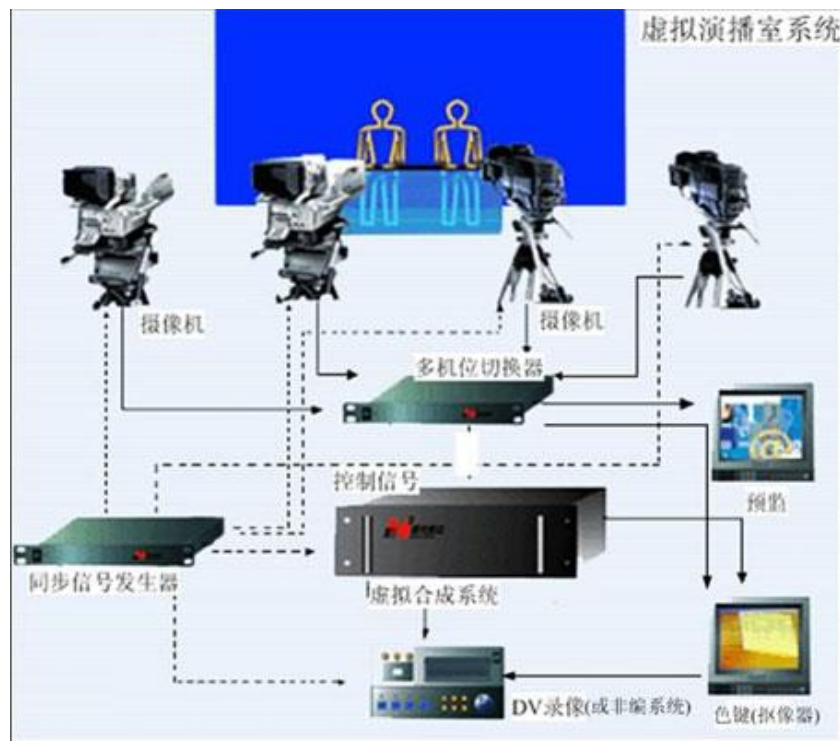 虚拟演播室系统
摄像机
摄像机
多机位切换器
控制信号
预监
同步信号发生器
虚拟合成系统
DV录像(成非编系统)
色键(抠像器)